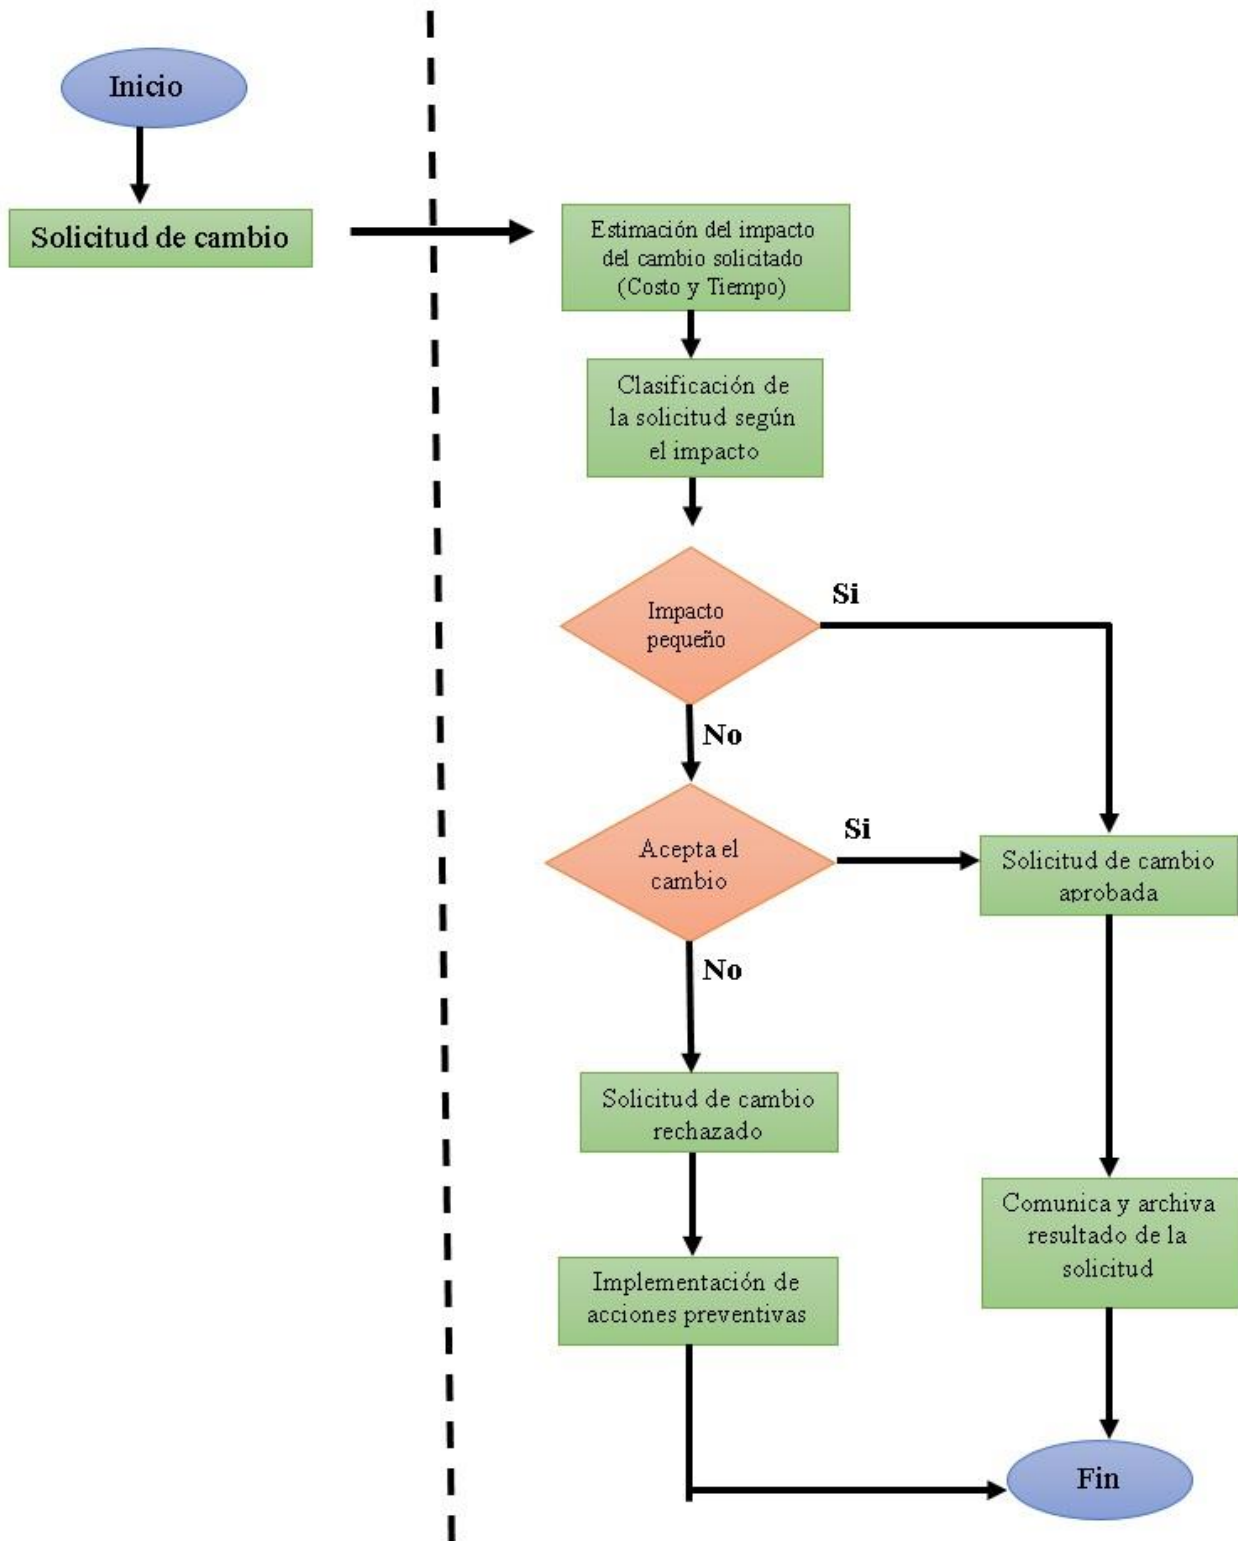 Inicio
Solicitud de cambio
Estimación del impacto
del cambio solicitado
(Costo y Tiempo)
Clasificación de
la solicitud según
el impacto
Impacto
pequeño
Si
No
Acepta el
cambio
Si
Solicitud de cambio
aprobada
No
Solicitud de cambio
rechazado
Implementación de
acciones preventivas
Comunica y archiva
resultado de la
solicitud
Fin